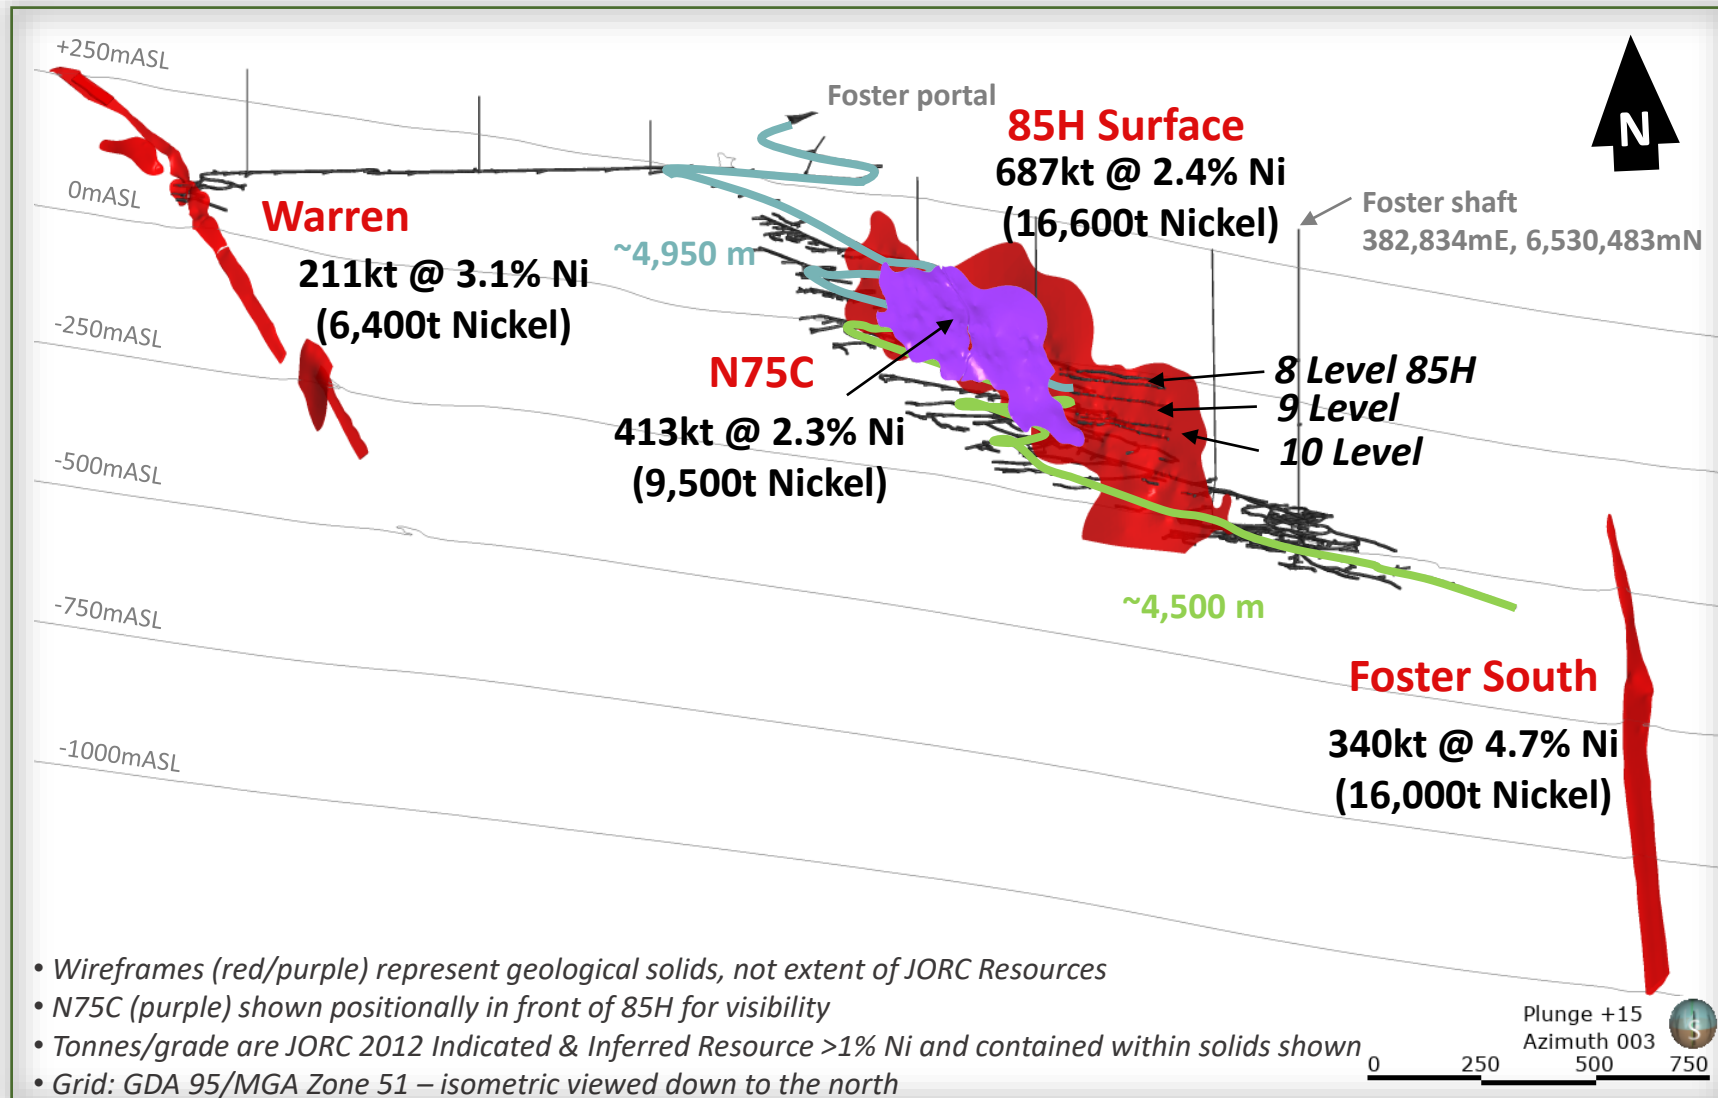 +250mASL
Foster portal
85H Surface
687kt @ 2.4% Ni
(16,600t Nickel)
N
0mASL
Warren
211kt @ 3.1% Ni
(6,400t Nickel)
~4,950 m
Foster shaft
382,834mE, 6,530,483mN
-250mASL
N75C
413kt @ 2.3% Ni
(9,500t Nickel)
8 Level 85H
9 Level
10 Level
-500mASL
~4,500 m
-750mASL
Foster South
340kt @ 4.7% Ni
(16,000t Nickel)
-1000mASL
• Wireframes (red/purple) represent geological solids, not extent of JORC Resources
• N75C (purple) shown positionally in front of 85H for visibility
• Tonnes/grade are JORC 2012 Indicated & Inferred Resource >1% Ni and contained within solids shown
• Grid: GDA 95/MGA Zone 51 – isometric viewed down to the north
Plunge +15
Azimuth 003
S
0 250 500 750